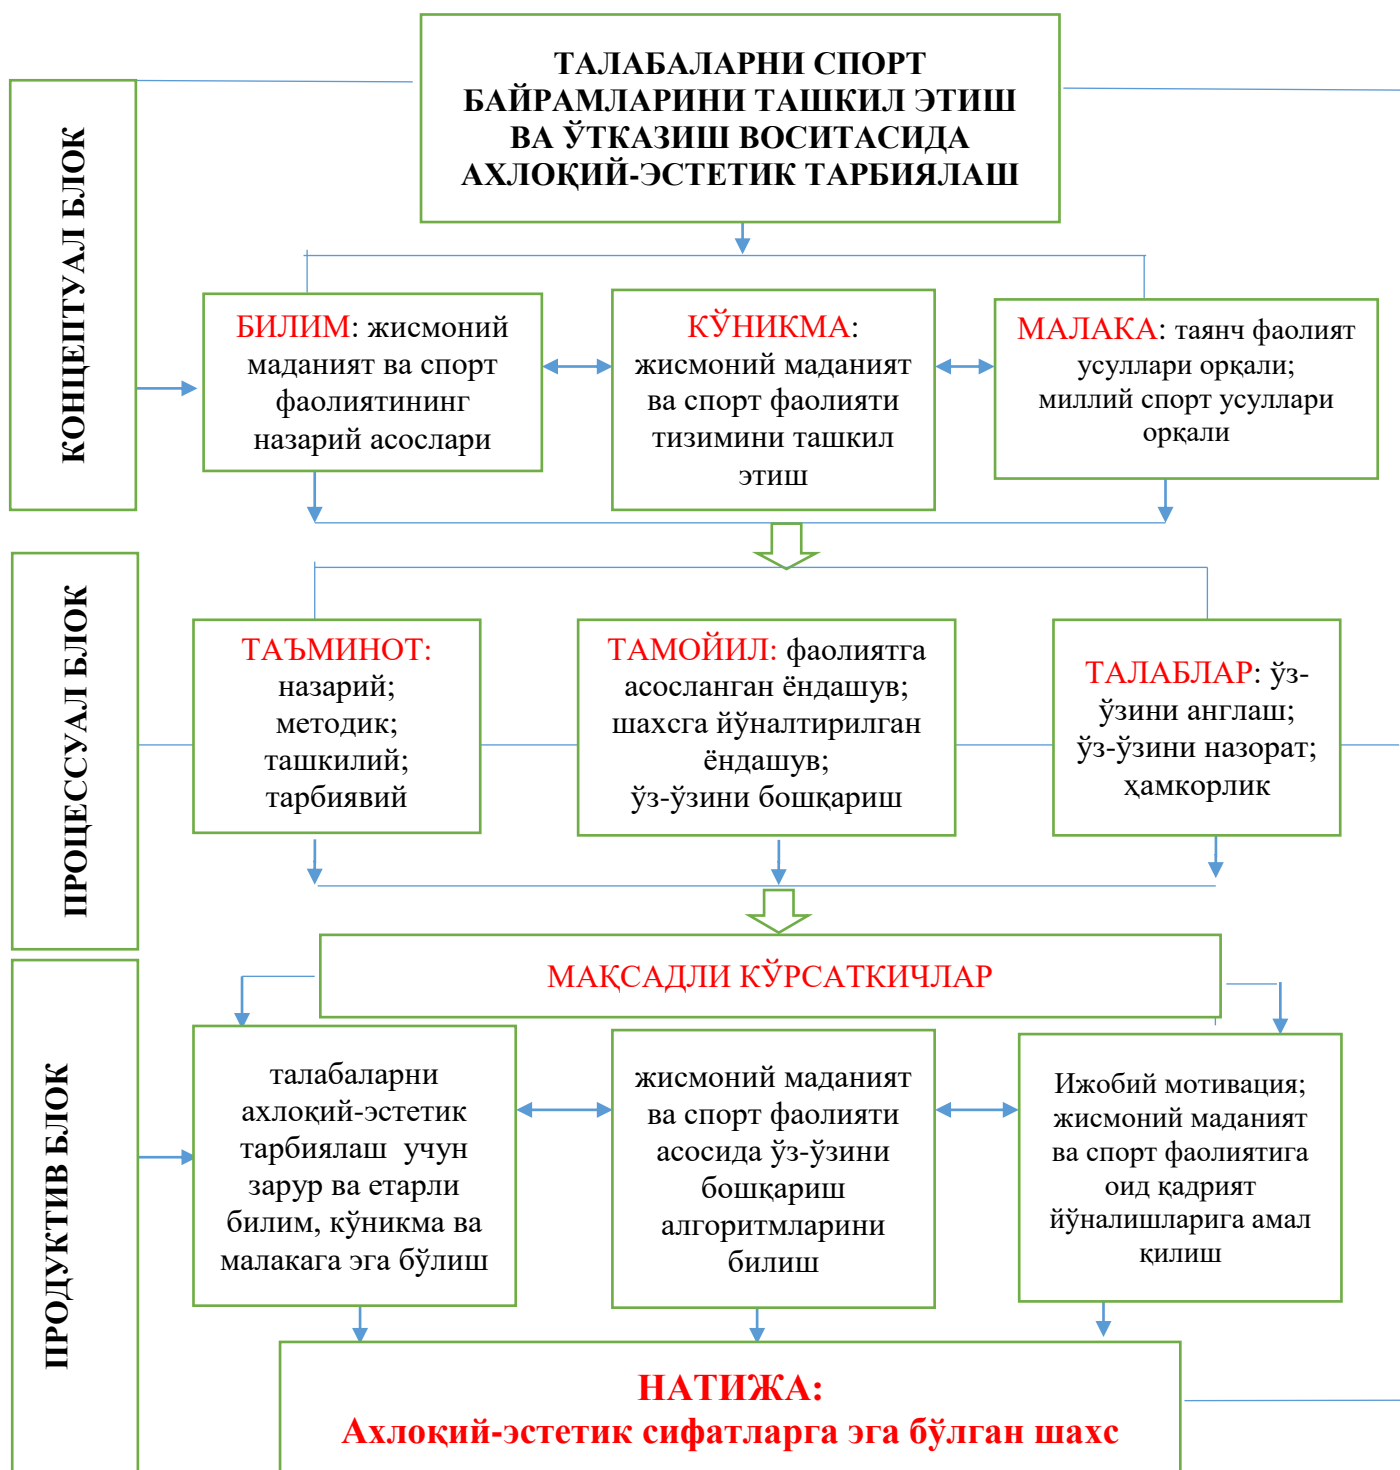 ТАЛАБАЛАРНИ СПОРТ
БАЙРАМЛАРИНИ ТАШКИЛ ЭТИШ
ВА ЎТКАЗИШ ВОСИТАСИДА
АХЛОҚИЙ-ЭСТЕТИК ТАРБИЯЛАШ
КОНЦЕПТУАЛ БЛОК
БИЛИМ: жисмоний
маданият ва спорт
фаолиятининг
назарий асослари
КЎНИКМА:
жисмоний маданият
ва спорт фаолияти
тизимини ташкил
этиш
МАЛАКА: таянч фаолият
усуллари орқали;
миллий спорт усуллари
орқали
ПРОЦЕССУАЛ БЛОК
ТАЪМИНОТ:
назарий;
методик;
ташкилий;
тарбиявий
ТАМОЙИЛ: фаолиятга
асосланган ёндашув;
шахсга йўналтирилган
ёндашув;
ўз-ўзини бошқариш
ТАЛАБЛАР: ўз-
ўзини англаш;
ўз-ўзини назорат;
ҳамкорлик
ПРОДУКТИВ БЛОК
МАҚСАДЛИ КЎРСАТКИЧЛАР
талабаларни
ахлоқий-эстетик
тарбиялаш учун
зарур ва етарли
билим, кўникма ва
малакага эга бўлиш
жисмоний маданият
ва спорт фаолияти
асосида ўз-ўзини
бошқариш
алгоритмларини
билиш
Ижобий мотивация;
жисмоний маданият
ва спорт фаолиятига
оид қадрият
йўналишларига амал
қилиш
НАТИЖА:
Ахлоқий-эстетик сифатларга эга бўлган шахс